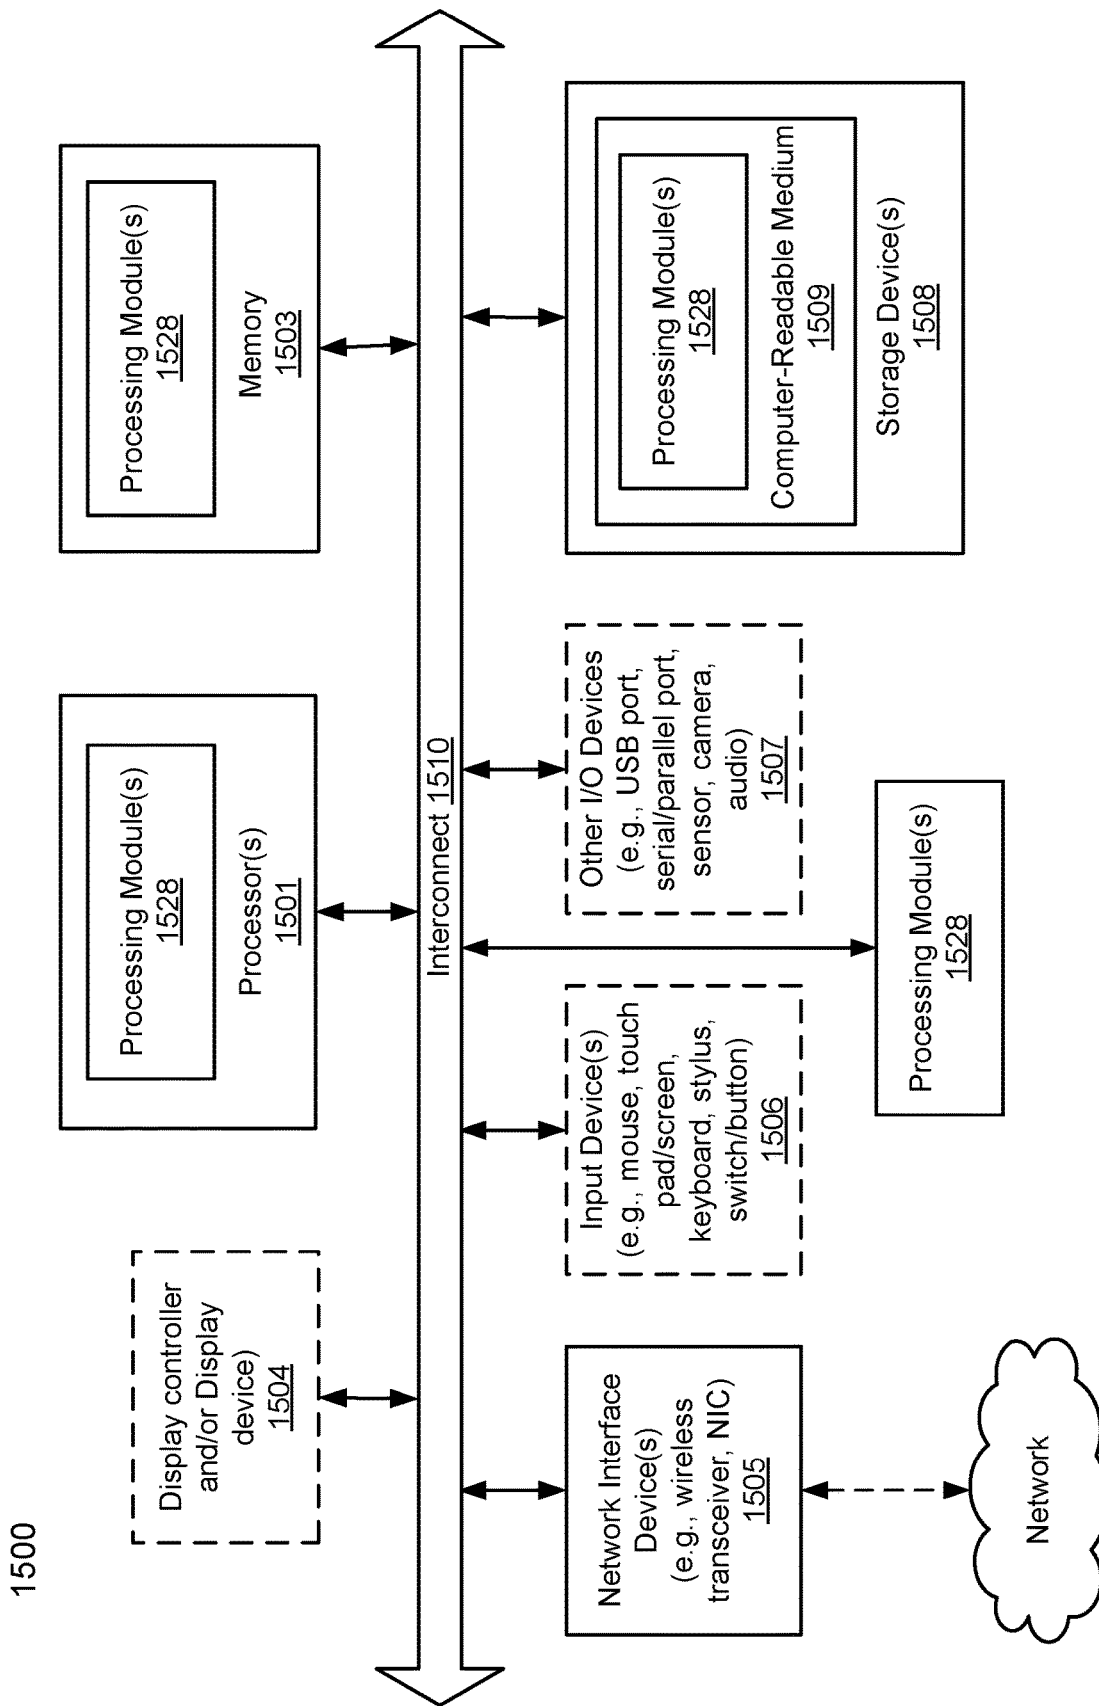 1500
Display controller
and/or Display
device)
1504
Processing Module(s)
1528
Processor(s)
1501
Processing Module(s)
1528
Memory
1503
Interconnect 1510
Network Interface
Device(s)
(e.g., wireless
transceiver, NIC)
1505
Input Device(s)
(e.g., mouse, touch
pad/screen,
keyboard, stylus,
switch/button)
1506
Other I/O Devices
(e.g., USB port,
serial/parallel port,
sensor, camera,
audio)
1507
Processing Module(s)
1528
Computer-Readable Medium
1509
Storage Device(s)
1508
Processing Module(s)
1528
Network